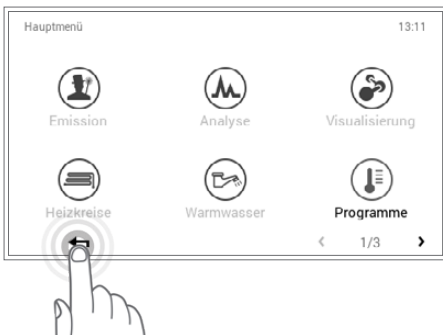 Hauptmenü 13:11
Emission Analyse Visualisierung
Heizkreise Warmwasser Programme
1/3